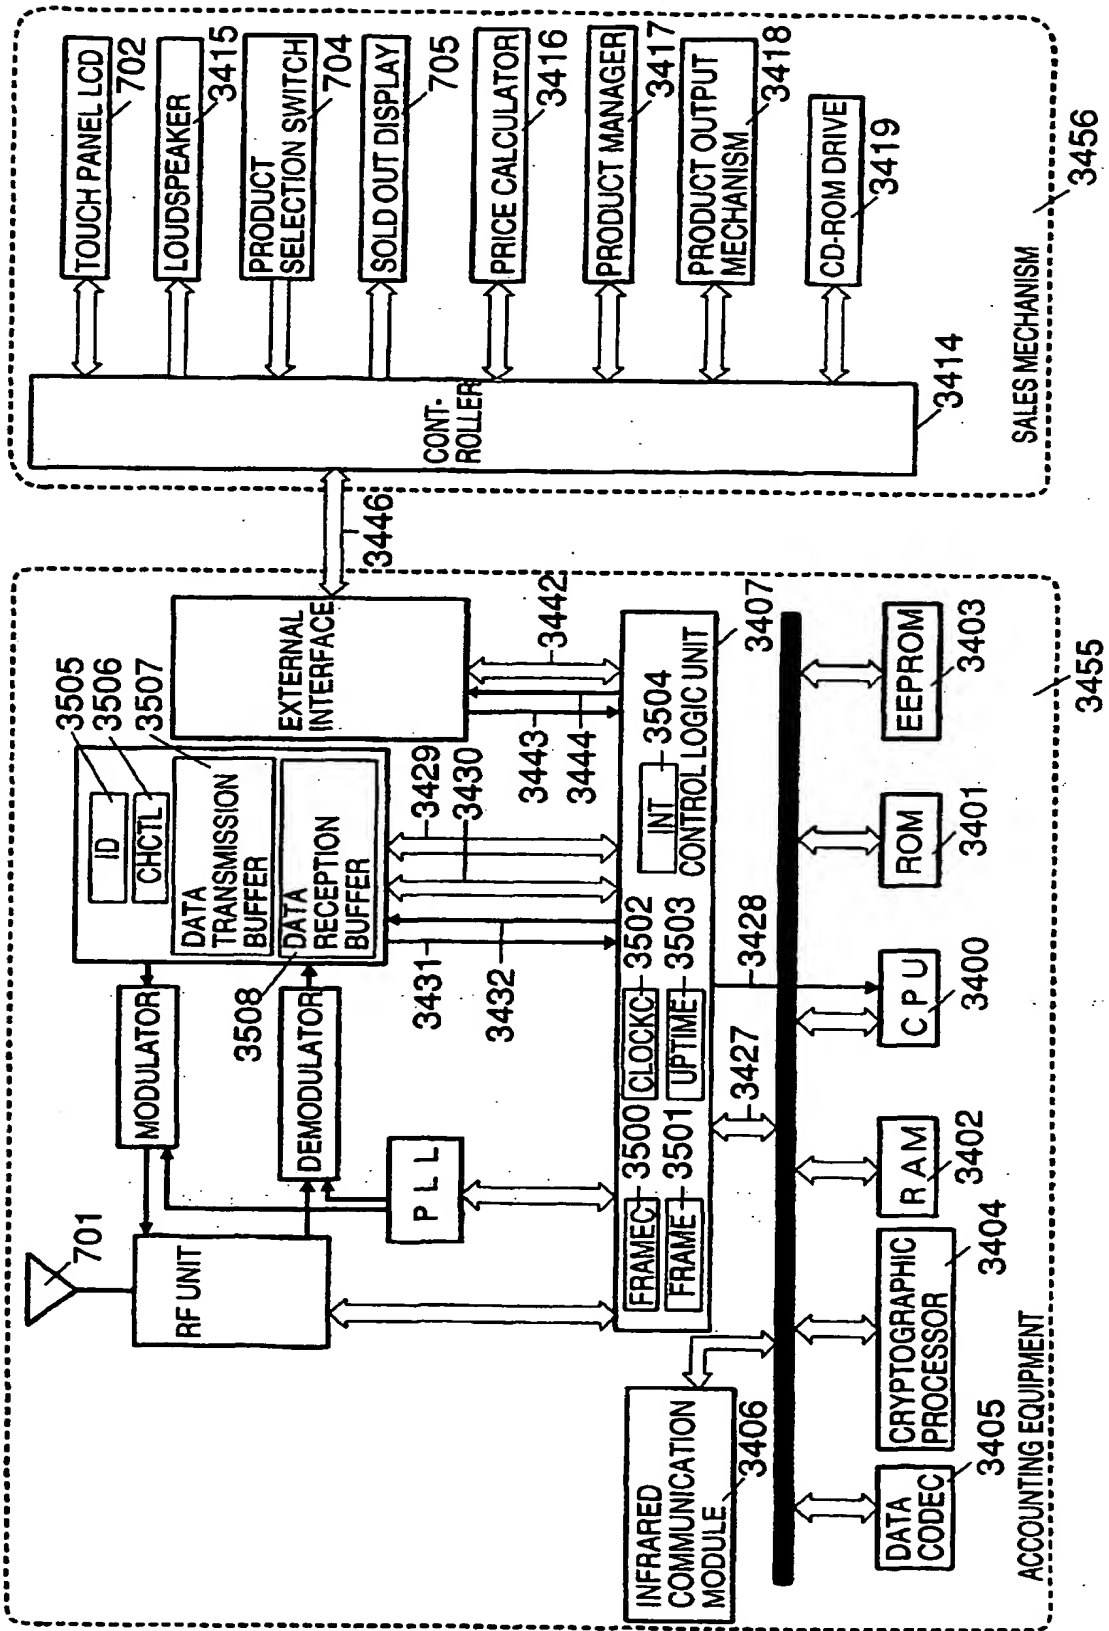 701
RF UNIT
MODULATOR
DEMODULATOR
P L L
ID
CHCTL
DATA
TRANSMISSION
BUFFER
DATA
RECEPTION
BUFFER
3505
3506
3507
3508
EXTERNAL
INTERFACE
3446
3429
3430
3431
3432
3443
3444
3442
INFRARED
COMMUNICATION
MODULE
3406
FRAMEC
3500
CLOCKC
3502
FRAME
3501
UPTIME
3503
INT
3504
CONTROL LOGIC UNIT
3407
3427
3428
DATA
CODEC
3405
CRYPTOGRAPHIC
PROCESSOR
3404
R A M
3402
C P U
3400
ROM
3401
EEPROM
3403
ACCOUNTING EQUIPMENT
3455
CONT-
ROLLER
3414
TOUCH PANEL LCD
702
LOUDSPEAKER
3415
PRODUCT
SELECTION SWITCH
704
SOLD OUT DISPLAY
705
PRICE CALCULATOR
3416
PRODUCT MANAGER
3417
PRODUCT OUTPUT
MECHANISM
3418
CD-ROM DRIVE
3419
SALES MECHANISM
3456